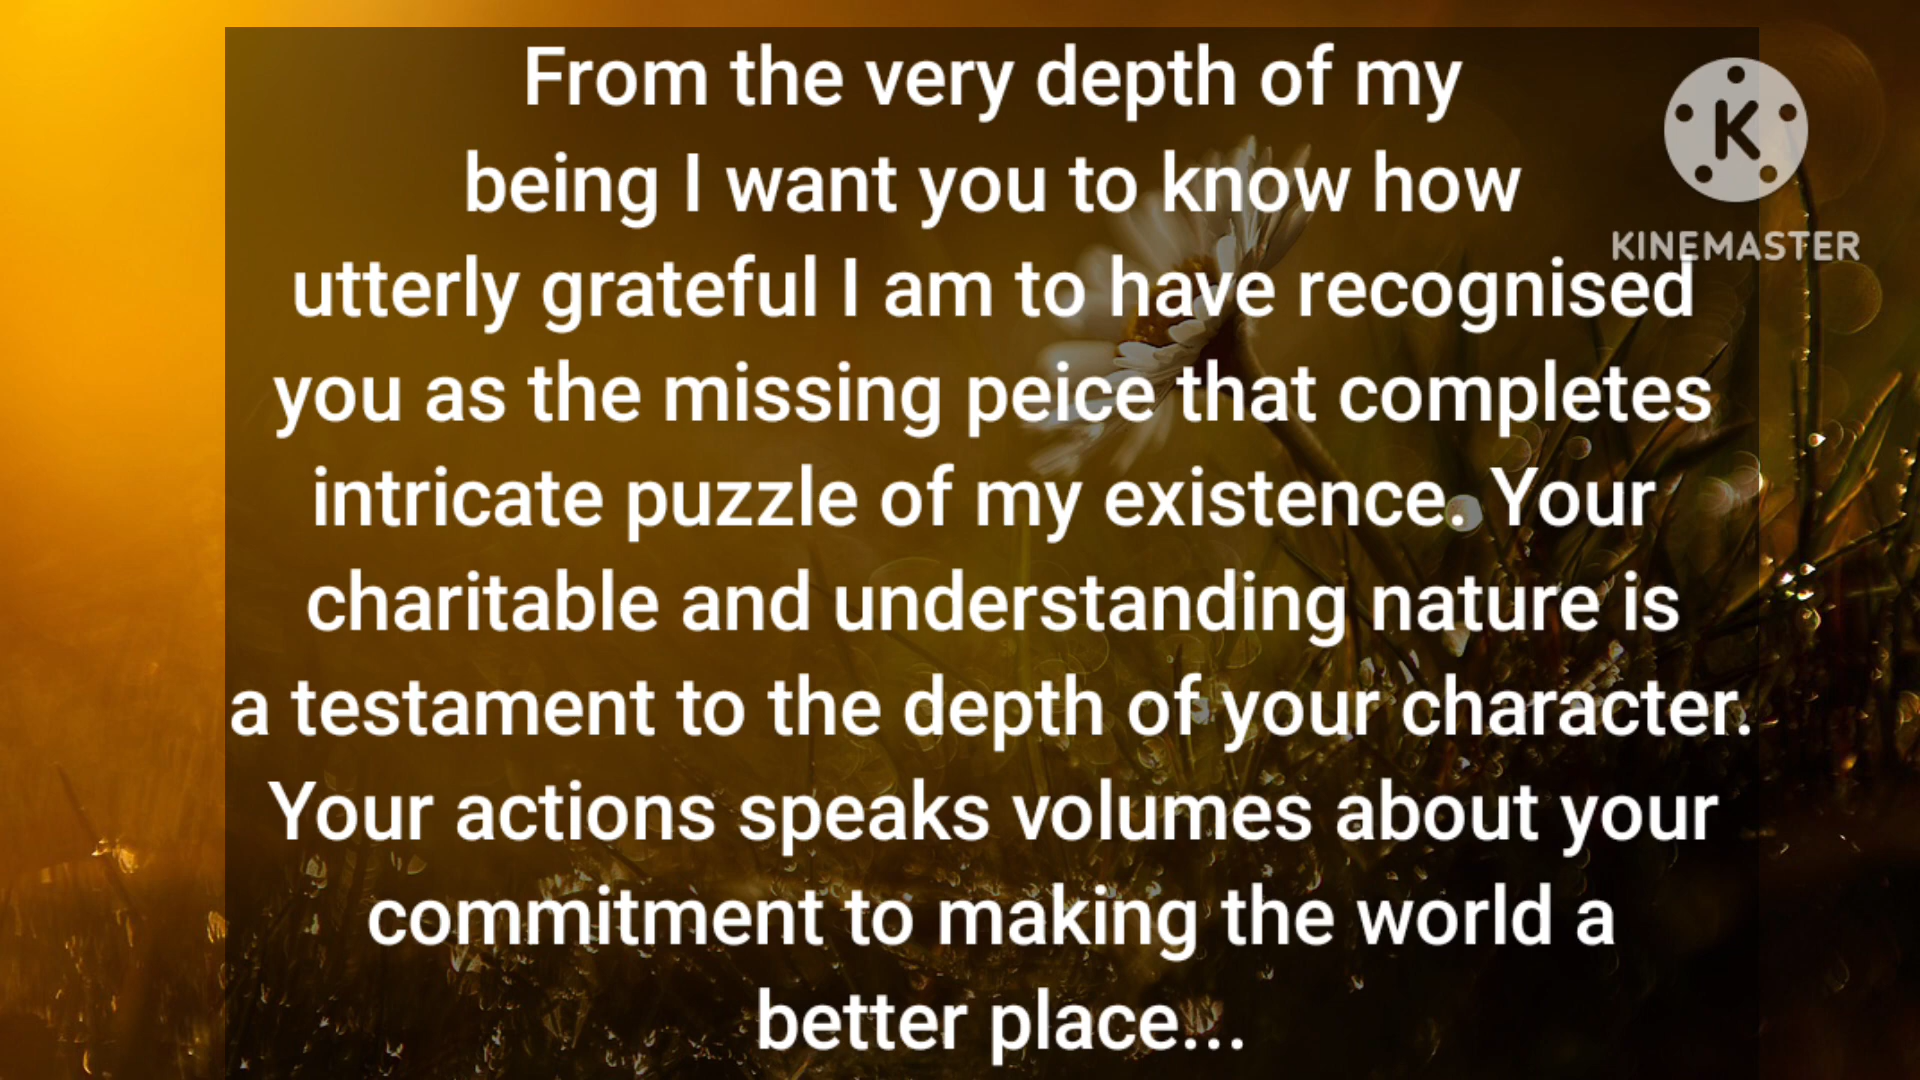 From the very depth of my
being I want you to know how
utterly grateful I am to have recognised
you as the missing peice that completes
intricate puzzle of my existence. Your
charitable and understanding nature is
a testament to the depth of your character.
Your actions speaks volumes about your
commitment to making the world a
better place...
K
KINEMASTER